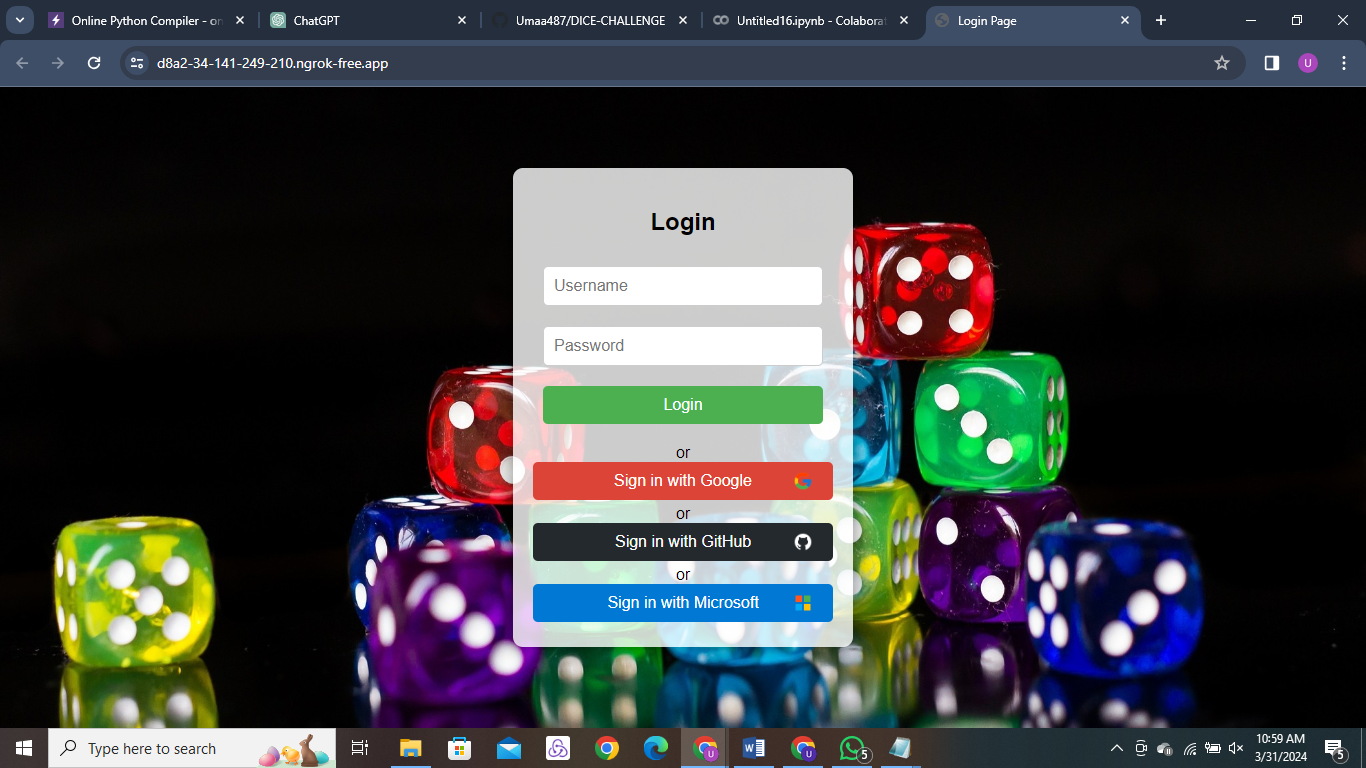 Online Python Compiler - on
ChatGPT
Umaa487/DICE-CHALLENGE
Untitled16.ipynb - Colaborat
Login Page
d8a2-34-141-249-210.ngrok-free.app
U
Login
Username
Password
Login
or
Sign in with Google
or
Sign in with GitHub
or
Sign in with Microsoft
Type here to search
U
W
U
5
10:59 AM
3/31/2024
5